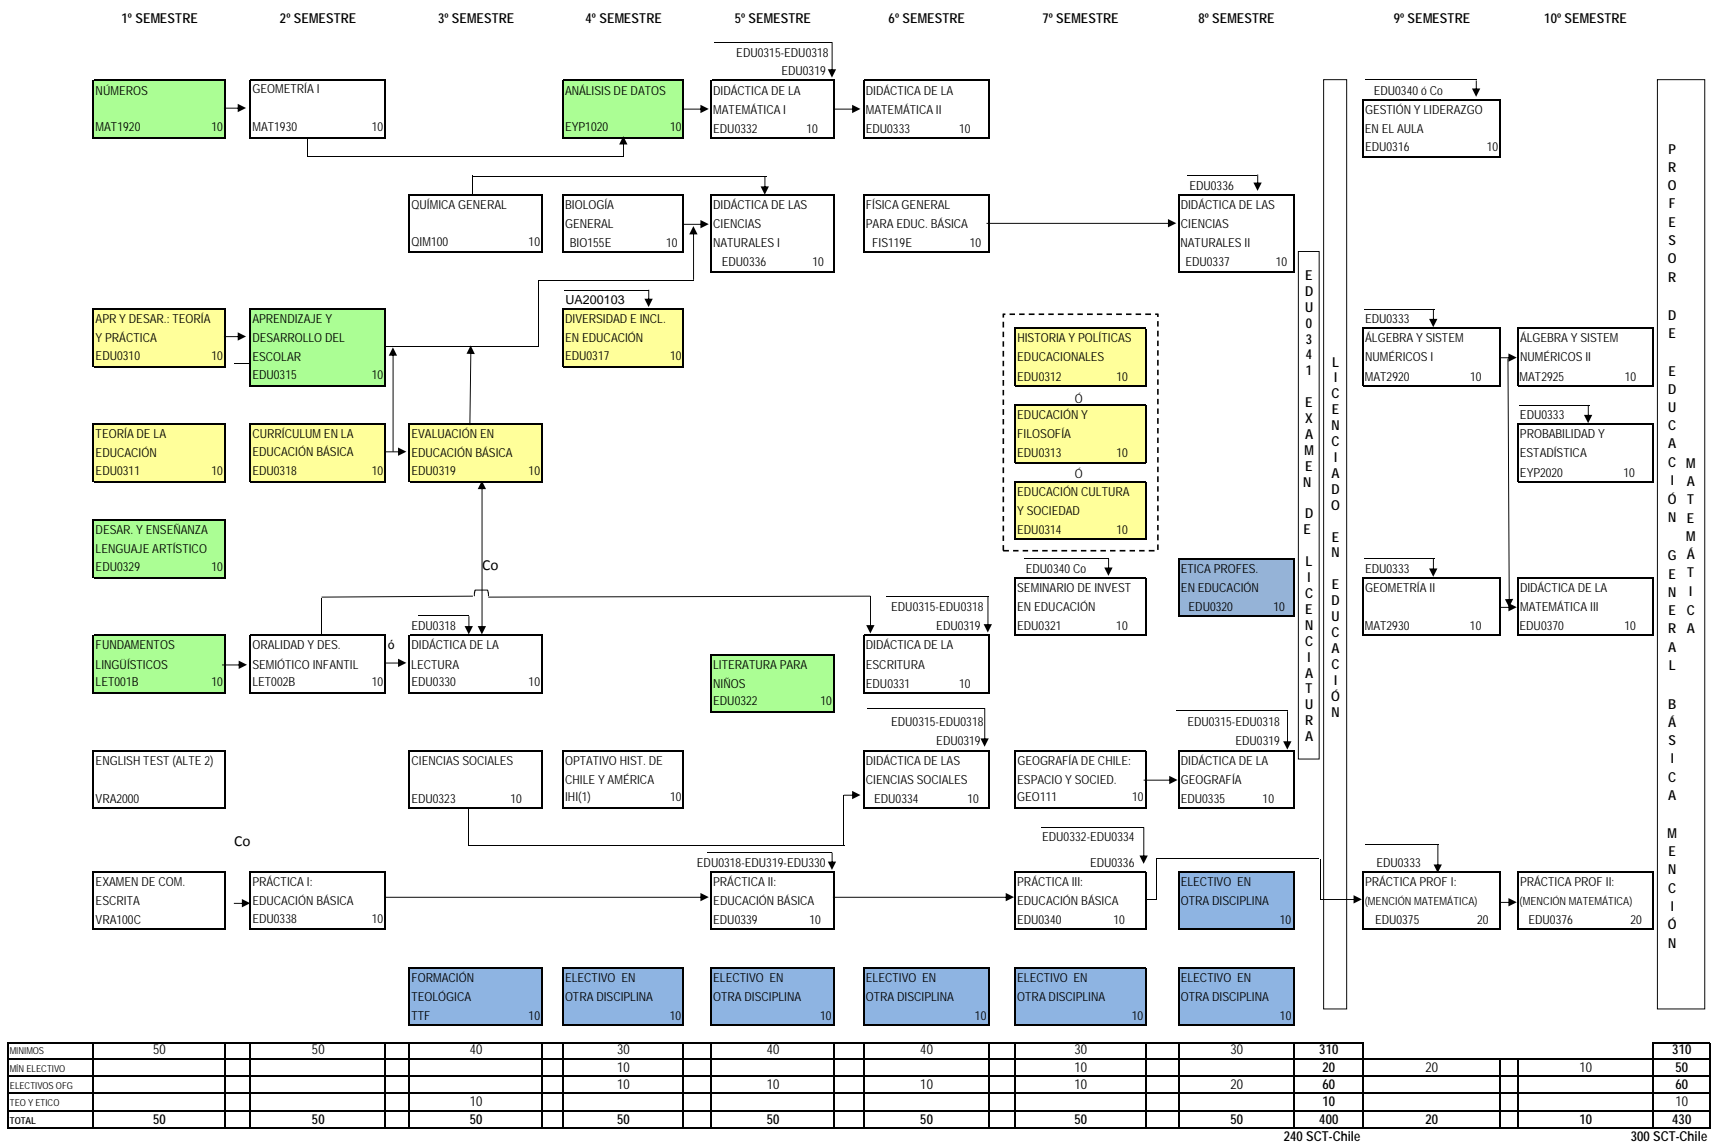 1º SEMESTRE 2º SEMESTRE 3º SEMESTRE 4º SEMESTRE 5º SEMESTRE 6º SEMESTRE 7º SEMESTRE 8º SEMESTRE 9º SEMESTRE 10º SEMESTRE
EDU0315-EDU0318
EDU0319
NÚMEROS
MAT1920 10
GEOMETRÍA I
MAT1930 10
ANÁLISIS DE DATOS
EYP1020 10
DIDÁCTICA DE LA
MATEMÁTICA I
EDU0332 10
DIDÁCTICA DE LA
MATEMÁTICA II
EDU0333 10
EDU0340 ó Co
GESTIÓN Y LIDERAZGO
EN EL AULA
EDU0316 10
QUÍMICA GENERAL
QIM100 10
BIOLOGÍA
GENERAL
BIO155E 10
DIDÁCTICA DE LAS
CIENCIAS
NATURALES I
EDU0336 10
FÍSICA GENERAL
PARA EDUC. BÁSICA
FIS119E 10
EDU0336
DIDÁCTICA DE LAS
CIENCIAS
NATURALES II
EDU0337 10
APR Y DESAR.: TEORÍA
Y PRÁCTICA
EDU0310 10
APRENDIZAJE Y
DESARROLLO DEL
ESCOLAR
EDU0315 10
UA200103
DIVERSIDAD E INCL.
EN EDUCACIÓN
EDU0317 10
HISTORIA Y POLÍTICAS
EDUCACIONALES
EDU0312 10
Ó
EDUCACIÓN Y
FILOSOFÍA
EDU0313 10
Ó
EDUCACIÓN CULTURA
Y SOCIEDAD
EDU0314 10
EDU0333
ÁLGEBRA Y SISTEM
NUMÉRICOS I
MAT2920 10
ÁLGEBRA Y SISTEM
NUMÉRICOS II
MAT2925 10
TEORÍA DE LA
EDUCACIÓN
EDU0311 10
CURRÍCULUM EN LA
EDUCACIÓN BÁSICA
EDU0318 10
EVALUACIÓN EN
EDUCACIÓN BÁSICA
EDU0319 10
EDU0333
PROBABILIDAD Y
ESTADÍSTICA
EYP2020 10
DESAR. Y ENSEÑANZA
LENGUAJE ARTÍSTICO
EDU0329 10
Co
EDU0340 Co
SEMINARIO DE INVEST
EN EDUCACIÓN
EDU0321 10
ETICA PROFES.
EN EDUCACIÓN
EDU0320 10
EDU0333
GEOMETRÍA II
MAT2930 10
DIDÁCTICA DE LA
MATEMÁTICA III
EDU0370 10
FUNDAMENTOS
LINGÜÍSTICOS
LET001B 10
ORALIDAD Y DES.
SEMIÓTICO INFANTIL
LET002B 10
ó
EDU0318
DIDÁCTICA DE LA
LECTURA
EDU0330 10
LITERATURA PARA
NIÑOS
EDU0322 10
EDU0315-EDU0318
EDU0319
DIDÁCTICA DE LA
ESCRITURA
EDU0331 10
ENGLISH TEST (ALTE 2)
VRA2000
CIENCIAS SOCIALES
EDU0323 10
OPTATIVO HIST. DE
CHILE Y AMÉRICA
IHI(1) 10
EDU0315-EDU0318
EDU0319
DIDÁCTICA DE LAS
CIENCIAS SOCIALES
EDU0334 10
GEOGRAFÍA DE CHILE:
ESPACIO Y SOCIED.
GEO111 10
EDU0315-EDU0318
EDU0319
DIDÁCTICA DE LA
GEOGRAFÍA
EDU0335 10
Co
EXAMEN DE COM.
ESCRITA
VRA100C
PRÁCTICA I:
EDUCACIÓN BÁSICA
EDU0338 10
EDU0318-EDU319-EDU330
PRÁCTICA II:
EDUCACIÓN BÁSICA
EDU0339 10
EDU0332-EDU0334
EDU0336
PRÁCTICA III:
EDUCACIÓN BÁSICA
EDU0340 10
ELECTIVO EN
OTRA DISCIPLINA
10
EDU0333
PRÁCTICA PROF I:
(MENCIÓN MATEMÁTICA)
EDU0375 20
PRÁCTICA PROF II:
(MENCIÓN MATEMÁTICA)
EDU0376 20
FORMACIÓN
TEOLÓGICA
TTF 10
ELECTIVO EN
OTRA DISCIPLINA
10
ELECTIVO EN
OTRA DISCIPLINA
10
ELECTIVO EN
OTRA DISCIPLINA
10
ELECTIVO EN
OTRA DISCIPLINA
10
ELECTIVO EN
OTRA DISCIPLINA
10
EDU0341 EXAMEN DE LICENCIATURA
LICENCIADO EN EDUCACIÓN
PROFESOR DE EDUCACIÓN GENERAL BÁSICA MENCIÓN
MATEMÁTICA
MINIMOS 50 50 40 30 40 40 30 30 310 310
MÍN ELECTIVO 10 10 20 20 10 50
ELECTIVOS OFG 10 10 10 10 20 60 60
TEO Y ETICO 10 10 10
TOTAL 50 50 50 50 50 50 50 50 400 20 10 430
240 SCT-Chile 300 SCT-Chile